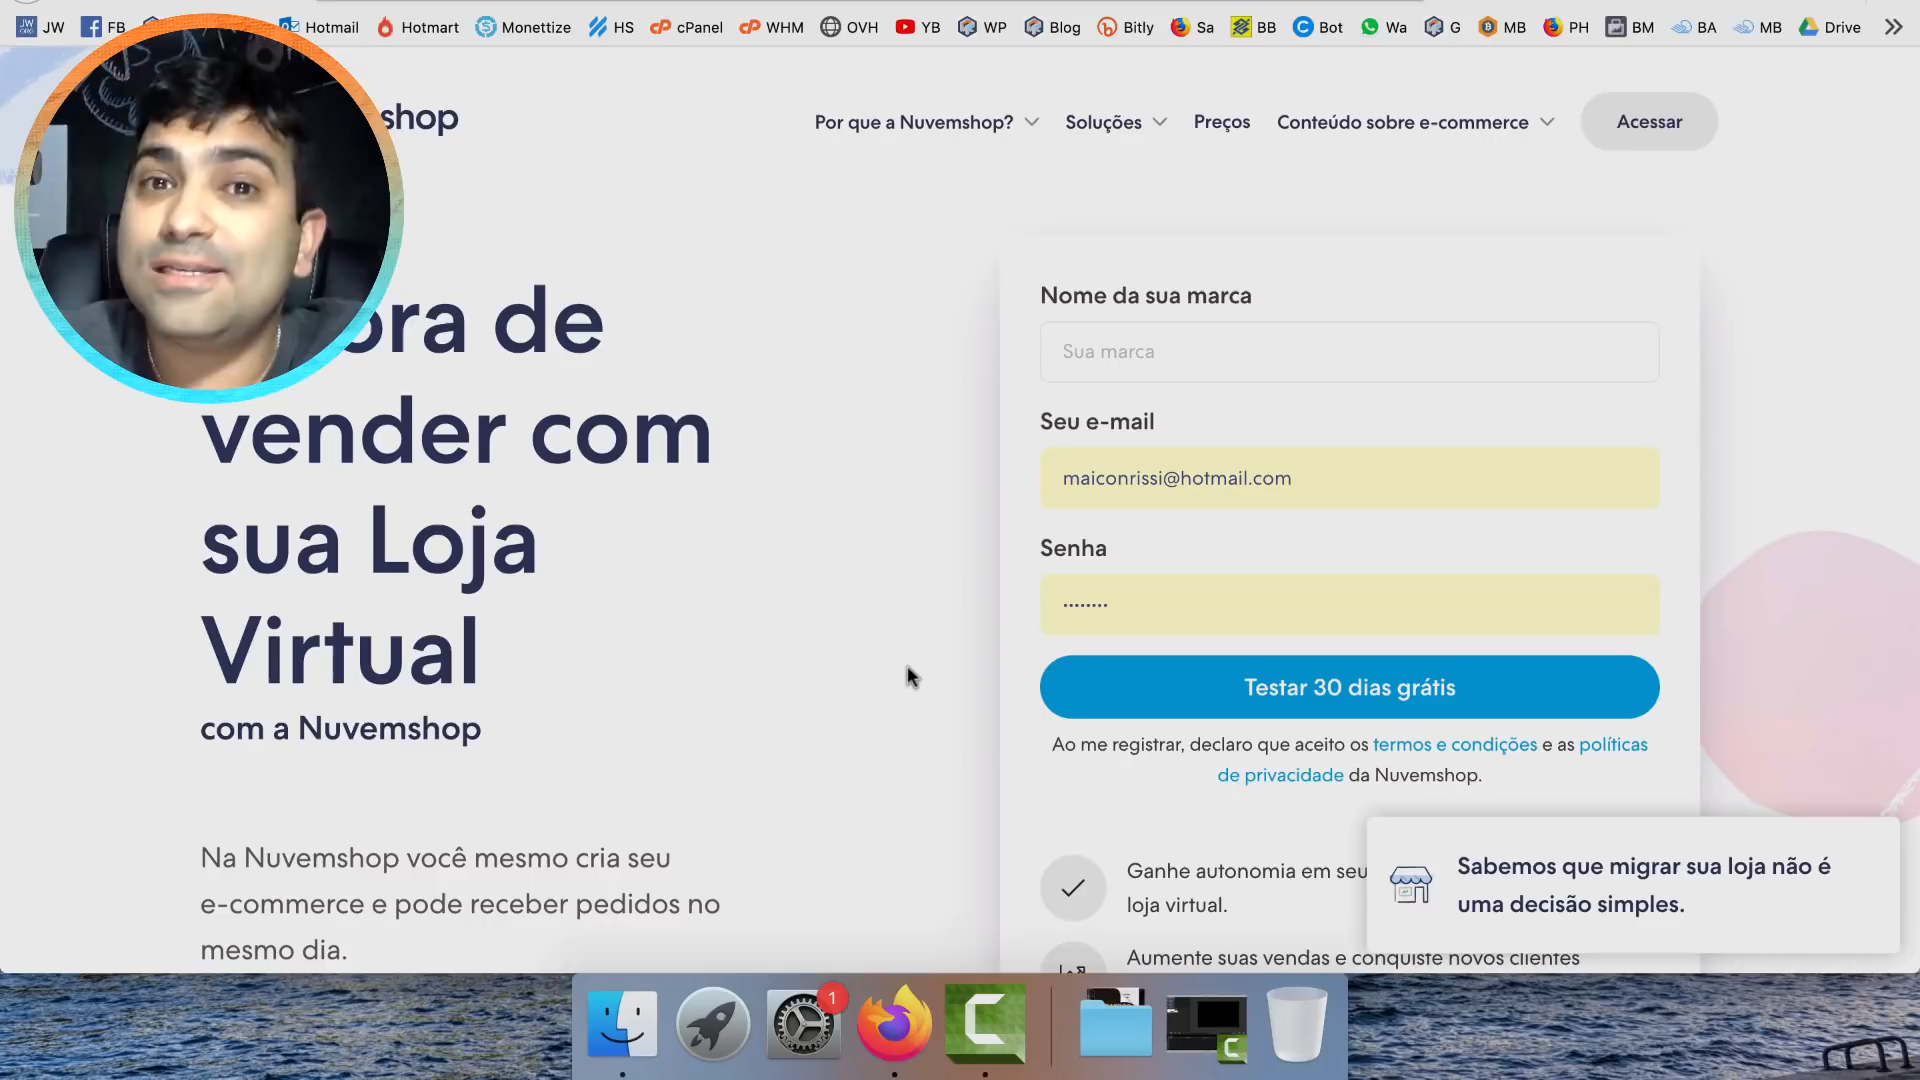 JW FB Hotmail Hotmart Monettize HS cPanel WHM OVH YB WP Blog Bitly Sa BB Bot Wa G MB PH BM BA MB Drive
shop Por que a Nuvemshop? Soluções Preços Conteúdo sobre e-commerce Acessar
ora de
vender com
sua Loja
Virtual
com a Nuvemshop
Na Nuvemshop você mesmo cria seu
e-commerce e pode receber pedidos no
mesmo dia.
Nome da sua marca
Sua marca
Seu e-mail
maiconrissi@hotmail.com
Senha
Testar 30 dias grátis
Ao me registrar, declaro que aceito os termos e condições e as políticas
de privacidade da Nuvemshop.
Ganhe autonomia em seu
loja virtual.
Aumente suas vendas e conquiste novos clientes
Sabemos que migrar sua loja não é
uma decisão simples.
1